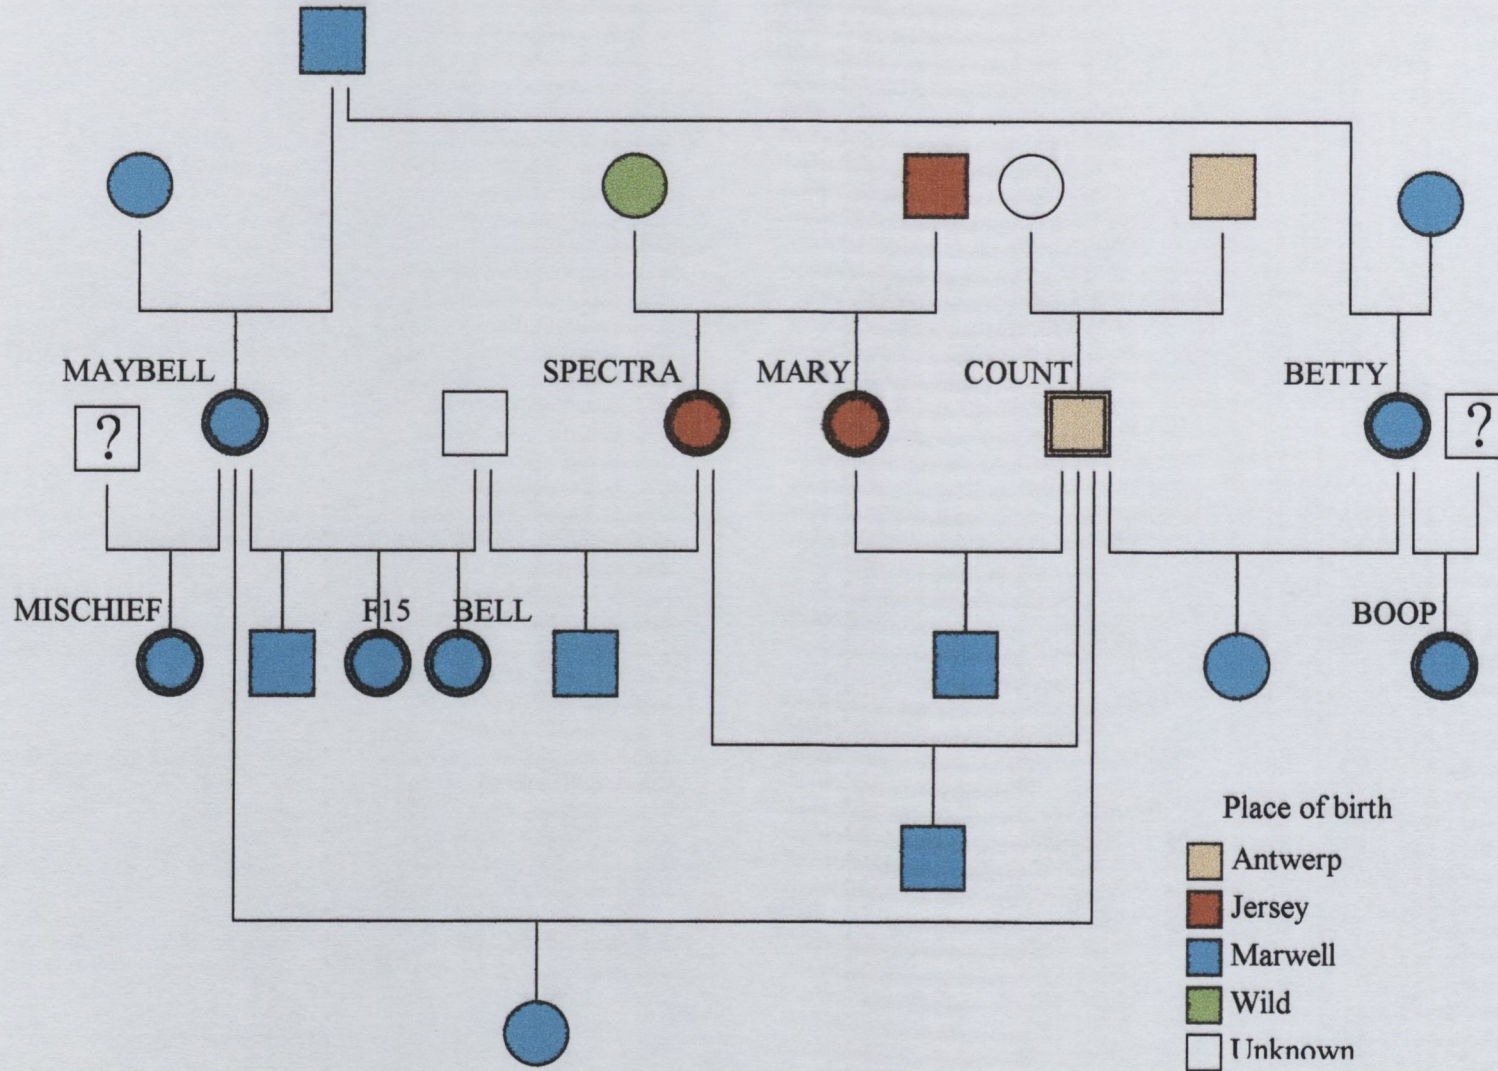 MAYBELL
SPECTRA
MARY
COUNT
BETTY
?
?
MISCHIEF
F15
BELL
BOOP
Place of birth
Antwerp
Jersey
Marwell
Wild
Unknown